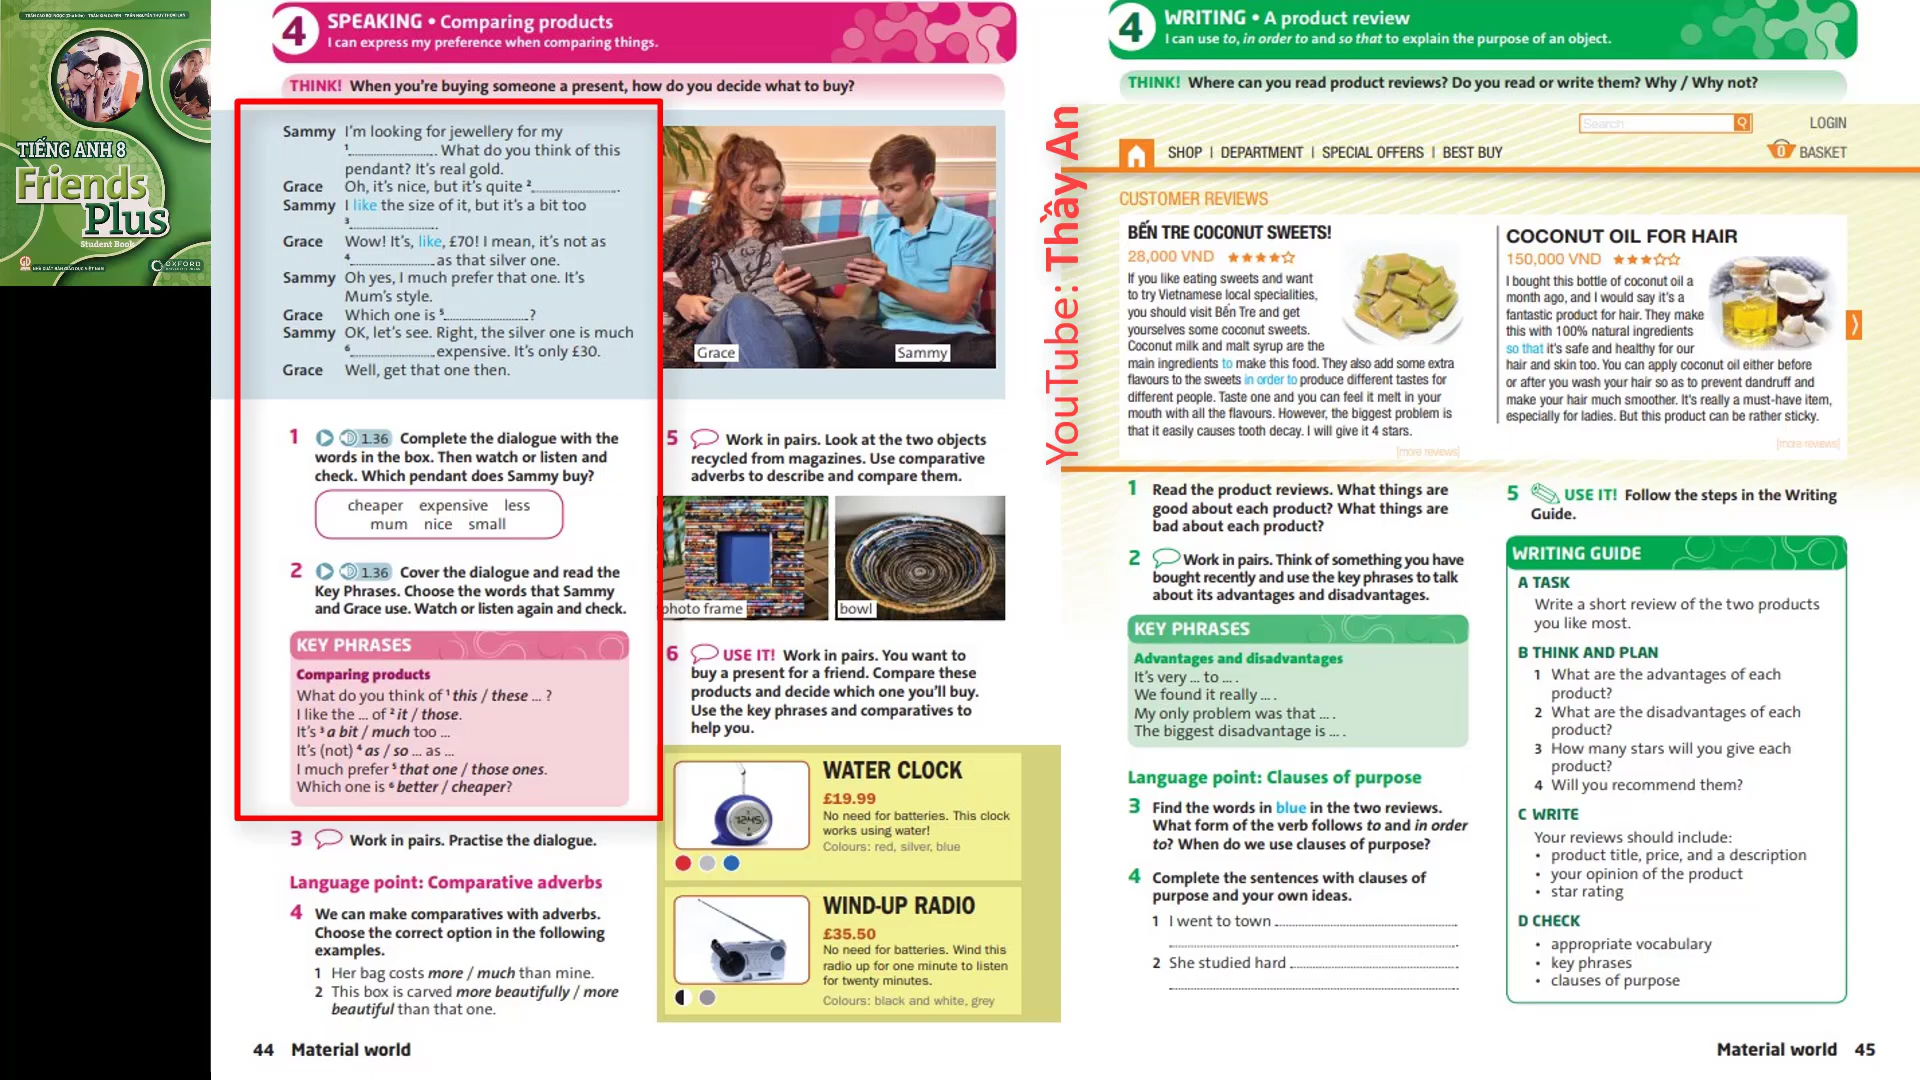 TIẾNG ANH 8
Friends
Plus
Student Book
NHÀ XUẤT BẢN GIÁO DỤC VIỆT NAM
OXFORD
4 SPEAKING • Comparing products
I can express my preference when comparing things.
THINK! When you're buying someone a present, how do you decide what to buy?
Sammy I'm looking for jewellery for my
1 . What do you think of this
pendant? It's real gold.
Grace Oh, it's nice, but it's quite 2 .
Sammy I like the size of it, but it's a bit too
3
Grace Wow! It's, like, £70! I mean, it's not as
4 as that silver one.
Sammy Oh yes, I much prefer that one. It's
Mum's style.
Grace Which one is 5 ?
Sammy OK, let's see. Right, the silver one is much
6 expensive. It's only £30.
Grace Well, get that one then.
Grace
Sammy
1 1.36 Complete the dialogue with the
words in the box. Then watch or listen and
check. Which pendant does Sammy buy?
cheaper expensive less
mum nice small
2 1.36 Cover the dialogue and read the
Key Phrases. Choose the words that Sammy
and Grace use. Watch or listen again and check.
KEY PHRASES
Comparing products
What do you think of 1 this / these ... ?
I like the ... of 2 it / those.
It's 3 a bit / much too ...
It's (not) 4 as / so ... as ...
I much prefer 5 that one / those ones.
Which one is 6 better / cheaper?
3 Work in pairs. Practise the dialogue.
Language point: Comparative adverbs
4 We can make comparatives with adverbs.
Choose the correct option in the following
examples.
1 Her bag costs more / much than mine.
2 This box is carved more beautifully / more
beautiful than that one.
5 Work in pairs. Look at the two objects
recycled from magazines. Use comparative
adverbs to describe and compare them.
photo frame
bowl
6 USE IT! Work in pairs. You want to
buy a present for a friend. Compare these
products and decide which one you'll buy.
Use the key phrases and comparatives to
help you.
WATER CLOCK
£19.99
No need for batteries. This clock
works using water!
Colours: red, silver, blue
WIND-UP RADIO
£35.50
No need for batteries. Wind this
radio up for one minute to listen
for twenty minutes.
Colours: black and white, grey
44 Material world
YouTube: Thầy An
4 WRITING • A product review
I can use to, in order to and so that to explain the purpose of an object.
THINK! Where can you read product reviews? Do you read or write them? Why / Why not?
Search
LOGIN
SHOP I DEPARTMENT I SPECIAL OFFERS I BEST BUY
0 BASKET
CUSTOMER REVIEWS
BẾN TRE COCONUT SWEETS!
28,000 VND ★★★★☆
If you like eating sweets and want
to try Vietnamese local specialities,
you should visit Bến Tre and get
yourselves some coconut sweets.
Coconut milk and malt syrup are the
main ingredients to make this food. They also add some extra
flavours to the sweets in order to produce different tastes for
different people. Taste one and you can feel it melt in your
mouth with all the flavours. However, the biggest problem is
that it easily causes tooth decay. I will give it 4 stars.
[more reviews]
COCONUT OIL FOR HAIR
150,000 VND ★★★☆☆
I bought this bottle of coconut oil a
month ago, and I would say it's a
fantastic product for hair. They make
this with 100% natural ingredients
so that it's safe and healthy for our
hair and skin too. You can apply coconut oil either before
or after you wash your hair so as to prevent dandruff and
make your hair much smoother. It's really a must-have item,
especially for ladies. But this product can be rather sticky.
[more reviews]
1 Read the product reviews. What things are
good about each product? What things are
bad about each product?
2 Work in pairs. Think of something you have
bought recently and use the key phrases to talk
about its advantages and disadvantages.
KEY PHRASES
Advantages and disadvantages
It's very ... to ... .
We found it really ... .
My only problem was that ... .
The biggest disadvantage is ... .
Language point: Clauses of purpose
3 Find the words in blue in the two reviews.
What form of the verb follows to and in order
to? When do we use clauses of purpose?
4 Complete the sentences with clauses of
purpose and your own ideas.
1 I went to town
2 She studied hard
5 USE IT! Follow the steps in the Writing
Guide.
WRITING GUIDE
A TASK
Write a short review of the two products
you like most.
B THINK AND PLAN
1 What are the advantages of each
product?
2 What are the disadvantages of each
product?
3 How many stars will you give each
product?
4 Will you recommend them?
C WRITE
Your reviews should include:
• product title, price, and a description
• your opinion of the product
• star rating
D CHECK
• appropriate vocabulary
• key phrases
• clauses of purpose
Material world 45